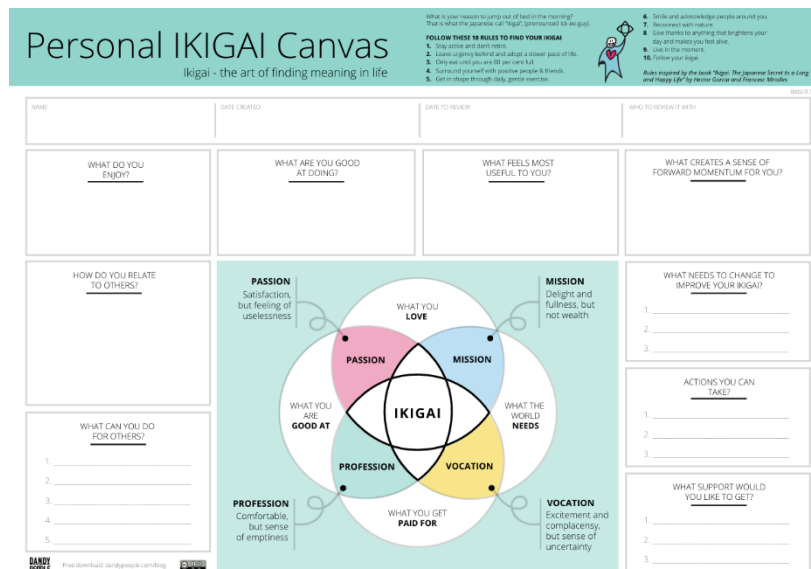 Personal IKIGAI Canvas
Ikigai - the art of finding meaning in life
What is your reason to jump out of bed in the morning?
That is what the Japanese call "Ikigai", (pronounced ick-ee-guy).
FOLLOW THESE 10 RULES TO FIND YOUR IKIGAI
1. Stay active and don't retire.
2. Leave urgency behind and adopt a slower pace of life.
3. Only eat until you are 80 per cent full.
4. Surround yourself with positive people & friends.
5. Get in shape through daily, gentle exercise.
6. Smile and acknowledge people around you.
7. Reconnect with nature.
8 Give thanks to anything that brightens your
day and makes you feel alive.
9. Live in the moment.
10. Follow your ikigai.
Rules inspired by the book "Ikigai: The Japanese Secret to a Long
and Happy Life" by Hector Garcia and Francesc Miralles
Beta 0.
NAME
DATE CREATED
DATE TO REVIEW
WHO TO REVIEW IT WITH
WHAT DO YOU
ENJOY?
WHAT ARE YOU GOOD
AT DOING?
WHAT FEELS MOST
USEFUL TO YOU?
WHAT CREATES A SENSE OF
FORWARD MOMENTUM FOR YOU?
HOW DO YOU RELATE
TO OTHERS?
WHAT CAN YOU DO
FOR OTHERS?
1.
2.
3.
4.
5.
PASSION
Satisfaction,
but feeling of
uselessness
MISSION
Delight and
fullness, but
not wealth
WHAT YOU
LOVE
PASSION
MISSION
WHAT YOU
ARE
GOOD AT
IKIGAI
WHAT THE
WORLD
NEEDS
PROFESSION
VOCATION
WHAT YOU GET
PAID FOR
PROFESSION
Comfortable,
but sense
of emptiness
VOCATION
Excitement and
complacensy,
but sense of
uncertainty
WHAT NEEDS TO CHANGE TO
IMPROVE YOUR IKIGAI?
1.
2.
3.
ACTIONS YOU CAN
TAKE?
1.
2.
3.
WHAT SUPPORT WOULD
YOU LIKE TO GET?
1.
2.
3.
DANDY
PEOPLE
Free download: dandypeople.com/blog